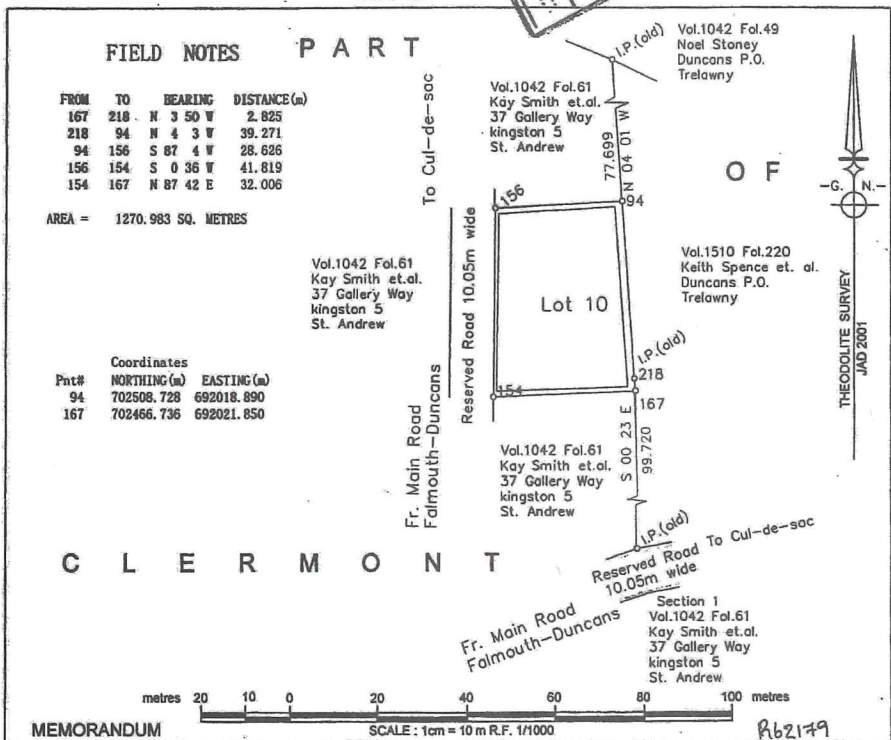 FIELD NOTES
PART
FROM TO BEARING DISTANCE(m)
167 218 N 3 50 W 2.825
218 94 N 4 3 W 39.271
94 156 S 87 4 W 28.626
156 154 S 0 36 W 41.819
154 167 N 87 42 E 32.006
AREA = 1270.983 SQ. METRES
Vol.1042 Fol.61
Kay Smith et.al.
37 Gallery Way
kingston 5
St. Andrew
Coordinates
Pnt# NORTHING(m) EASTING(m)
94 702508.728 692018.890
167 702466.736 692021.850
To Cul-de-sac
Fr. Main Road
Falmouth-Duncans
Reserved Road 10.05m wide
Vol.1042 Fol.61
Kay Smith et.al.
37 Gallery Way
kingston 5
St. Andrew
I.P.(old)
Vol.1042 Fol.49
Noel Stoney
Duncans P.O.
Trelawny
77.699
N 04 01 W
OF
156
94
Lot 10
Vol.1510 Fol.220
Keith Spence et. al.
Duncans P.O.
Trelawny
I.P.(old)
218
154
167
S 00 23 E
99.720
Vol.1042 Fol.61
Kay Smith et.al.
37 Gallery Way
kingston 5
St. Andrew
I.P.(old)
-G. N.-
THEODOLITE SURVEY
JAD 2001
CLERMONT
Reserved Road To Cul-de-sac
10.05m wide
Fr. Main Road
Falmouth-Duncans
Section 1
Vol.1042 Fol.61
Kay Smith et.al.
37 Gallery Way
kingston 5
St. Andrew
metres 20 10 0 20 40 60 80 100 metres
MEMORANDUM
SCALE : 1cm = 10 m R.F. 1/1000
R62179